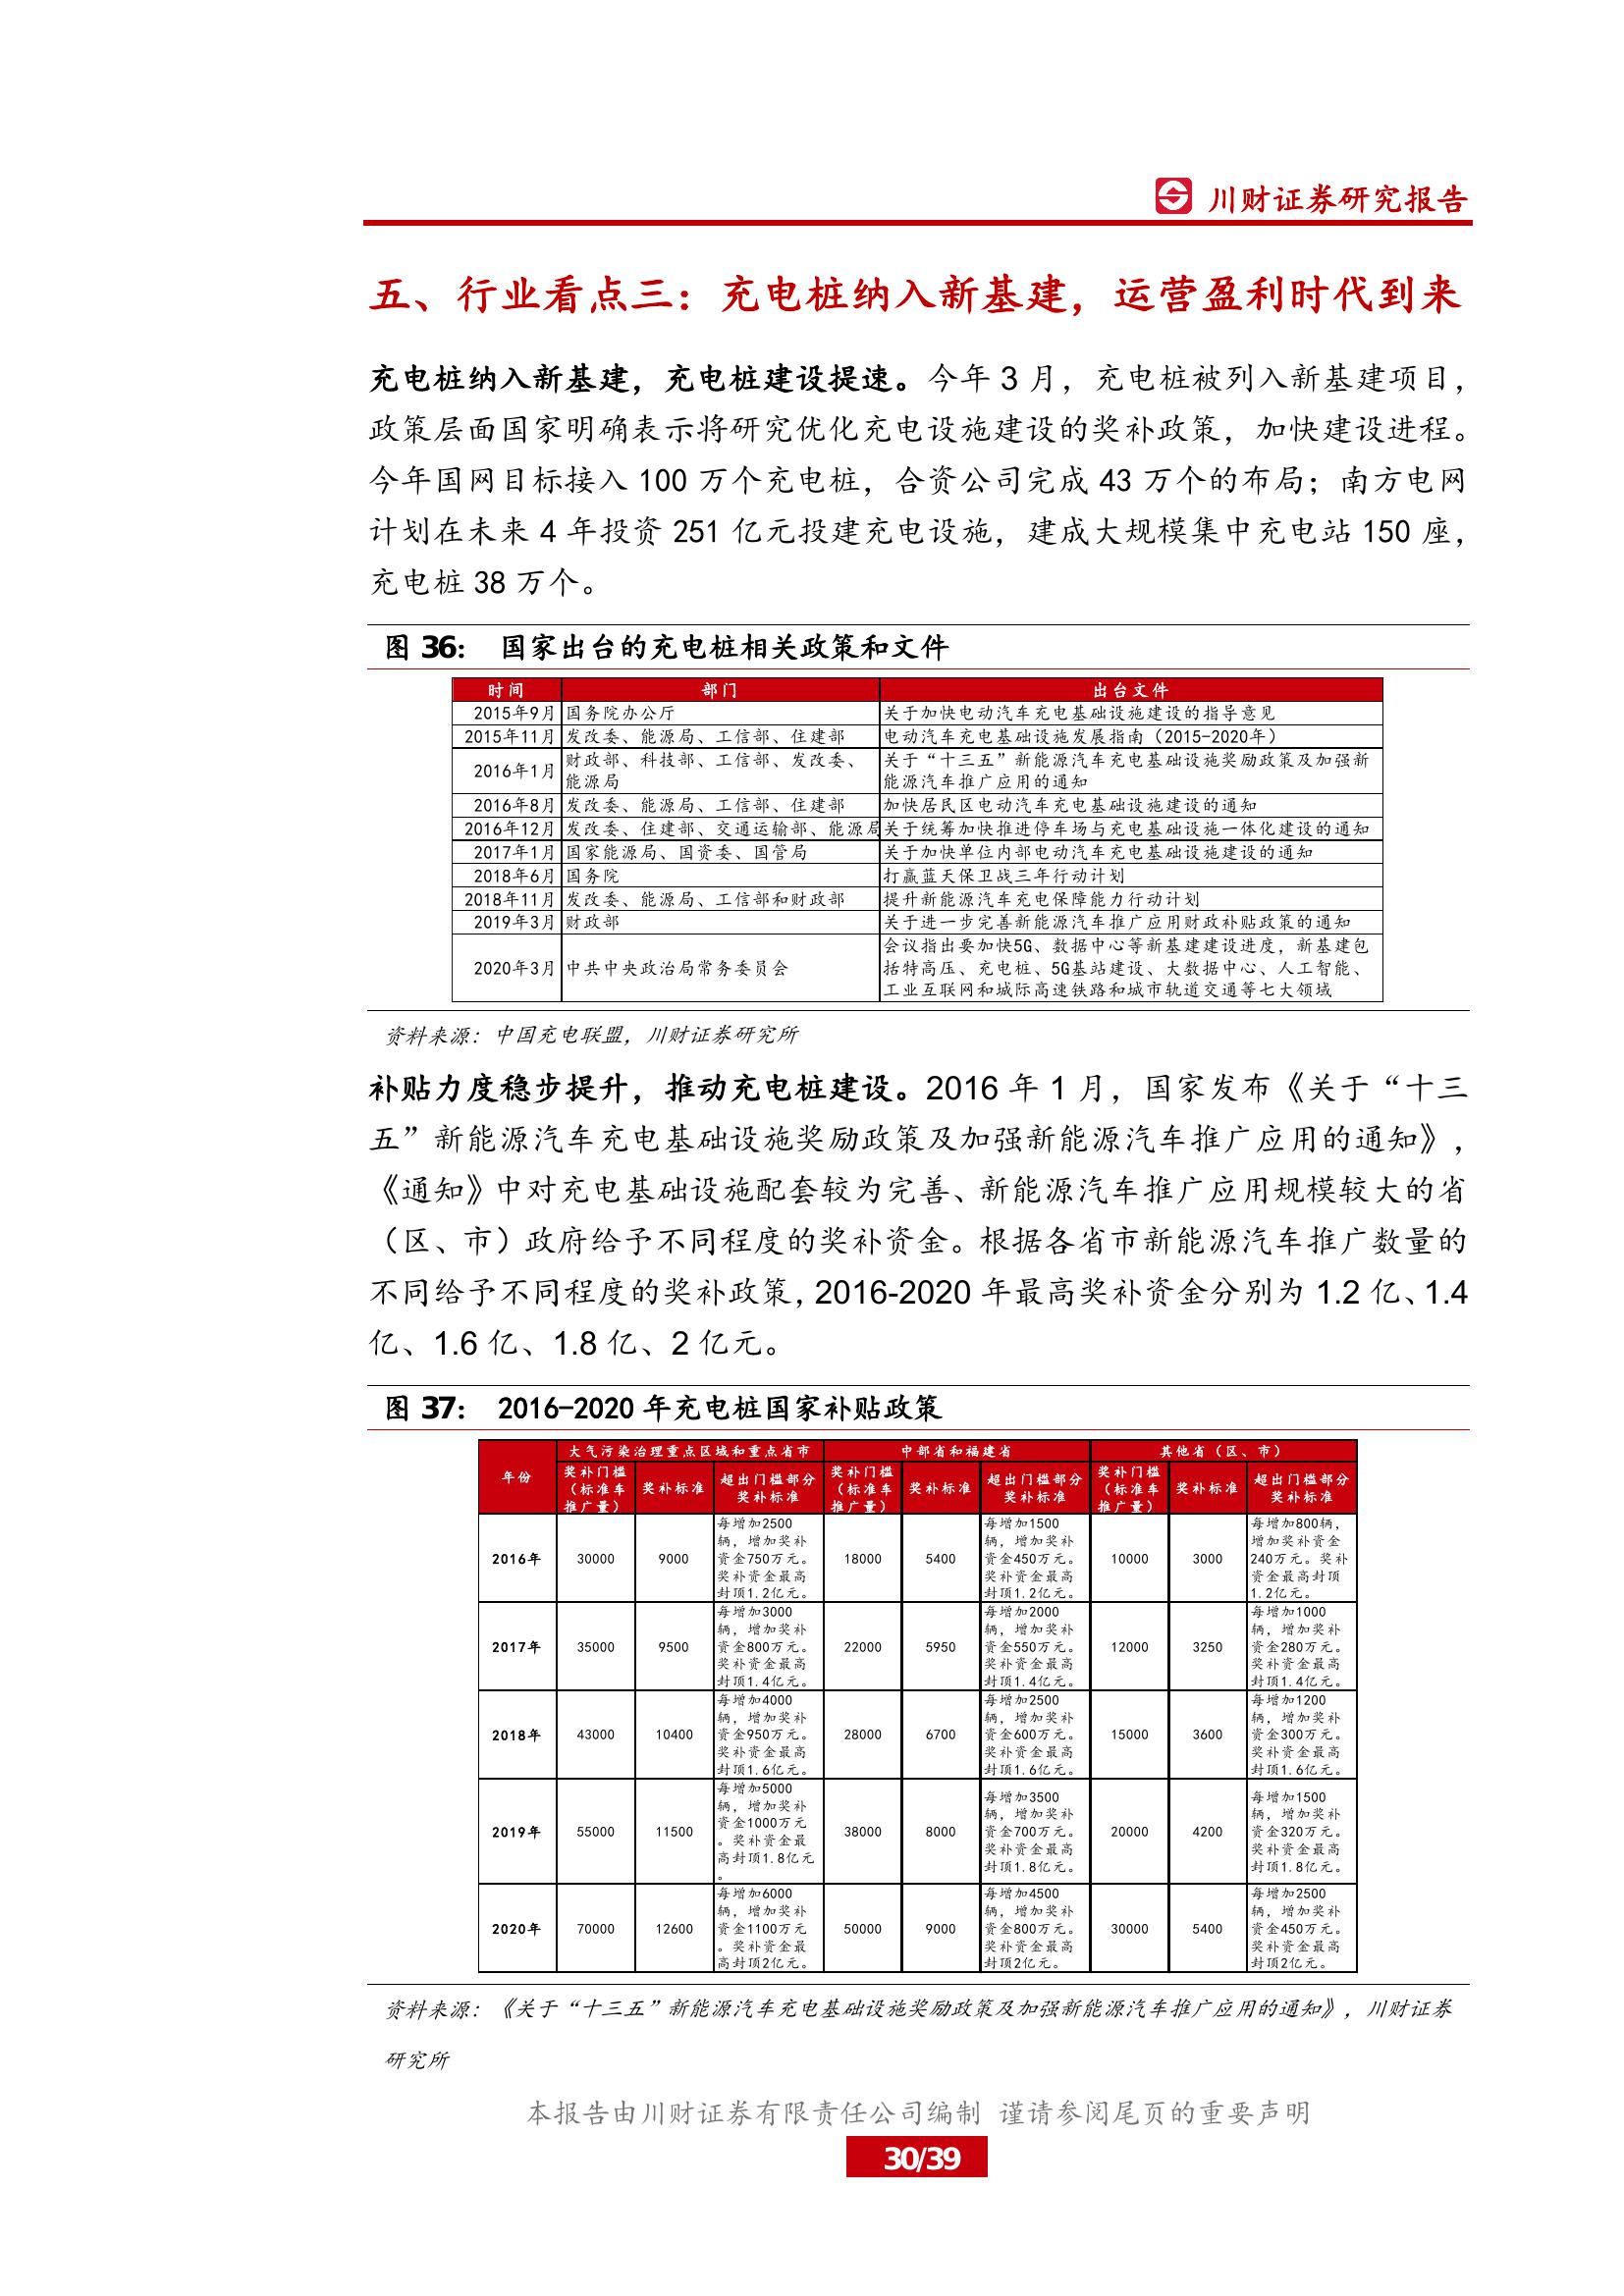 川财证券研究报告
五、行业看点三：充电桩纳入新基建，运营盈利时代到来
充电桩纳入新基建，充电桩建设提速。今年 3 月，充电桩被列入新基建项目，
政策层面国家明确表示将研究优化充电设施建设的奖补政策，加快建设进程。
今年国网目标接入 100 万个充电桩，合资公司完成 43 万个的布局；南方电网
计划在未来 4 年投资 251 亿元投建充电设施，建成大规模集中充电站 150 座，
充电桩 38 万个。
图 36： 国家出台的充电桩相关政策和文件
时间 部门 出台文件
2015年9月 国务院办公厅 关于加快电动汽车充电基础设施建设的指导意见
2015年11月 发改委、能源局、工信部、住建部 电动汽车充电基础设施发展指南（2015-2020年）
2016年1月 财政部、科技部、工信部、发改委、
能源局
关于“十三五”新能源汽车充电基础设施奖励政策及加强新
能源汽车推广应用的通知
2016年8月 发改委、能源局、工信部、住建部 加快居民区电动汽车充电基础设施建设的通知
2016年12月 发改委、住建部、交通运输部、能源局 关于统筹加快推进停车场与充电基础设施一体化建设的通知
2017年1月 国家能源局、国资委、国管局 关于加快单位内部电动汽车充电基础设施建设的通知
2018年6月 国务院 打赢蓝天保卫战三年行动计划
2018年11月 发改委、能源局、工信部和财政部 提升新能源汽车充电保障能力行动计划
2019年3月 财政部 关于进一步完善新能源汽车推广应用财政补贴政策的通知
2020年3月 中共中央政治局常务委员会
会议指出要加快5G、数据中心等新基建建设进度，新基建包
括特高压、充电桩、5G基站建设、大数据中心、人工智能、
工业互联网和城际高速铁路和城市轨道交通等七大领域
资料来源：中国充电联盟，川财证券研究所
补贴力度稳步提升，推动充电桩建设。2016 年 1 月，国家发布《关于“十三
五”新能源汽车充电基础设施奖励政策及加强新能源汽车推广应用的通知》，
《通知》中对充电基础设施配套较为完善、新能源汽车推广应用规模较大的省
（区、市）政府给予不同程度的奖补资金。根据各省市新能源汽车推广数量的
不同给予不同程度的奖补政策，2016-2020 年最高奖补资金分别为 1.2 亿、1.4
亿、1.6 亿、1.8 亿、2 亿元。
图 37： 2016-2020 年充电桩国家补贴政策
年份 大气污染治理重点区域和重点省市 中部省和福建省 其他省（区、市）
奖补门槛
（标准车
推广量）
奖补标准
超出门槛部分
奖补标准
奖补门槛
（标准车
推广量）
奖补标准
超出门槛部分
奖补标准
奖补门槛
（标准车
推广量）
奖补标准
超出门槛部分
奖补标准
2016年 30000 9000
每增加2500
辆，增加奖补
资金750万元。
奖补资金最高
封顶1.2亿元。
18000 5400
每增加1500
辆，增加奖补
资金450万元。
奖补资金最高
封顶1.2亿元。
10000 3000
每增加800辆，
增加奖补资金
240万元。奖补
资金最高封顶
1.2亿元。
2017年 35000 9500
每增加3000
辆，增加奖补
资金800万元。
奖补资金最高
封顶1.4亿元。
22000 5950
每增加2000
辆，增加奖补
资金550万元。
奖补资金最高
封顶1.4亿元。
12000 3250
每增加1000
辆，增加奖补
资金280万元。
奖补资金最高
封顶1.4亿元。
2018年 43000 10400
每增加4000
辆，增加奖补
资金950万元。
奖补资金最高
封顶1.6亿元。
28000 6700
每增加2500
辆，增加奖补
资金600万元。
奖补资金最高
封顶1.6亿元。
15000 3600
每增加1200
辆，增加奖补
资金300万元。
奖补资金最高
封顶1.6亿元。
2019年 55000 11500
每增加5000
辆，增加奖补
资金1000万元
。奖补资金最
高封顶1.8亿元
。
38000 8000
每增加3500
辆，增加奖补
资金700万元。
奖补资金最高
封顶1.8亿元。
20000 4200
每增加1500
辆，增加奖补
资金320万元。
奖补资金最高
封顶1.8亿元。
2020年 70000 12600
每增加6000
辆，增加奖补
资金1100万元
。奖补资金最
高封顶2亿元。
50000 9000
每增加4500
辆，增加奖补
资金800万元。
奖补资金最高
封顶2亿元。
30000 5400
每增加2500
辆，增加奖补
资金450万元。
奖补资金最高
封顶2亿元。
资料来源：《关于“十三五”新能源汽车充电基础设施奖励政策及加强新能源汽车推广应用的通知》，川财证券
研究所
本报告由川财证券有限责任公司编制 谨请参阅尾页的重要声明
30/39